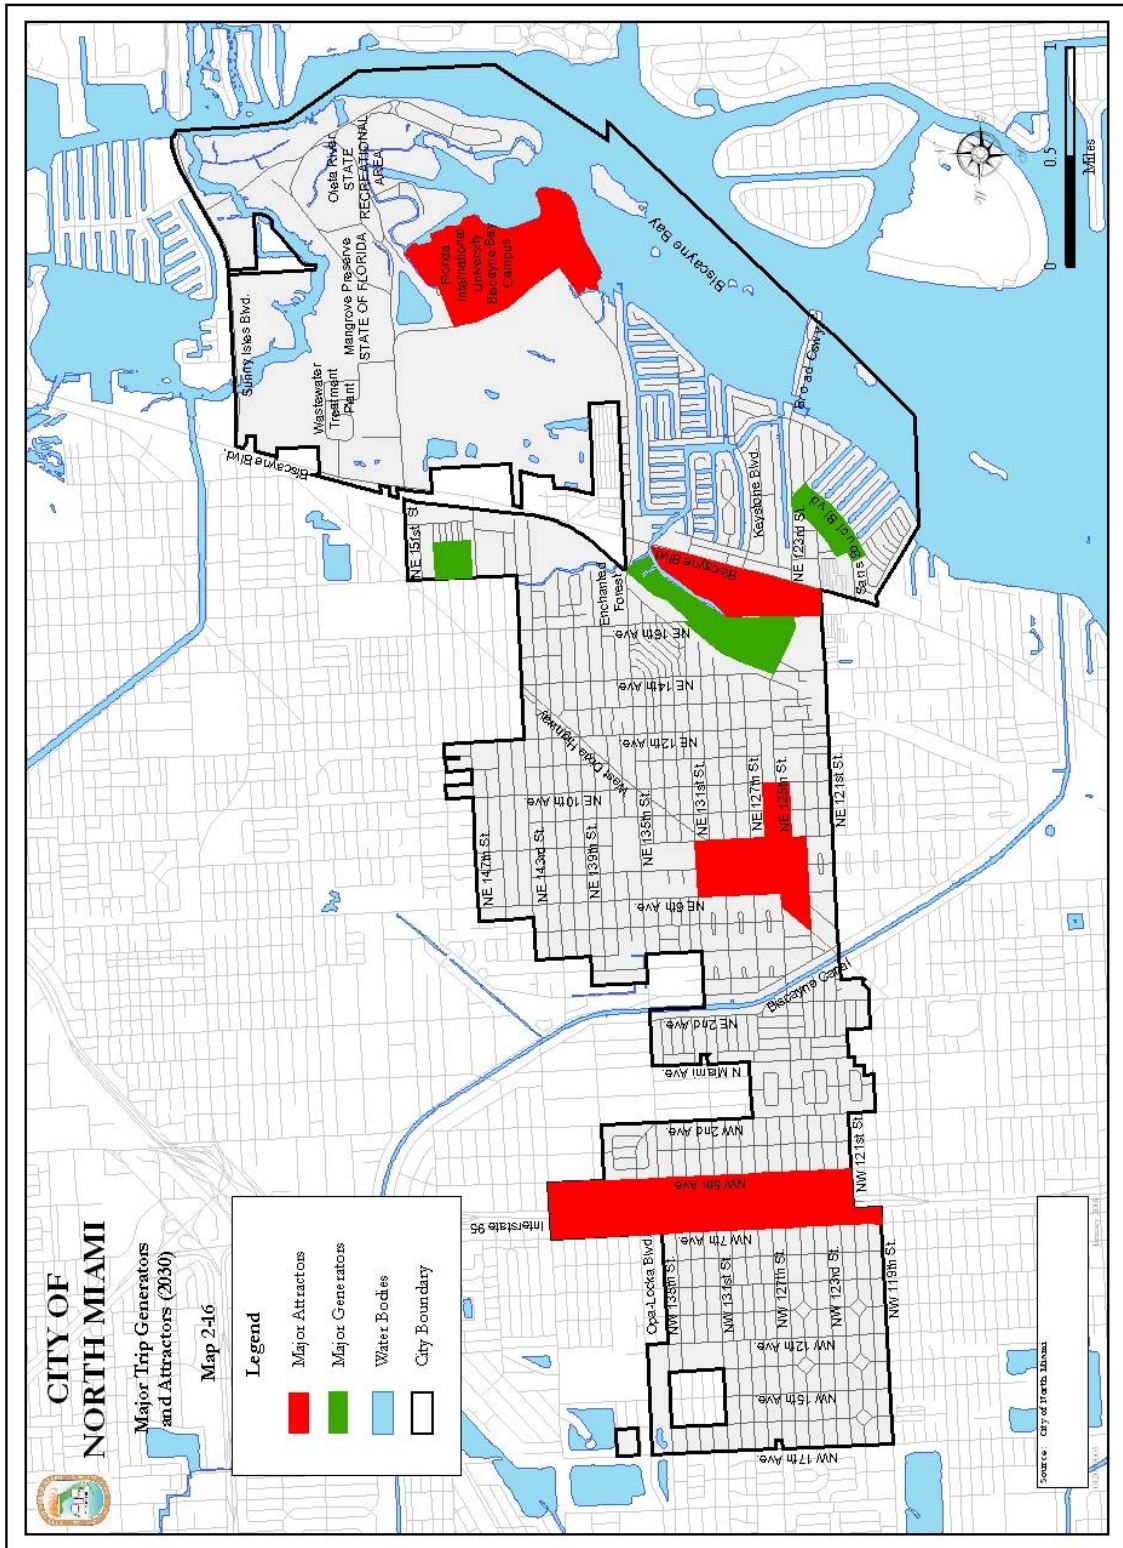 CITY OF
NORTH MIAMI
Major Trip Generators
and Attractors (2030)
Map 2-16
Legend
Major Attractors
Major Generators
Water Bodies
City Boundary
Source: City of North Miami
Interstate 95
Opa-Locka Blvd.
NW 135th St.
NW 131st St.
NW 127th St.
NW 123rd St.
NW 119th St.
NW 121st St.
NW 17th Ave.
NW 15th Ave.
NW 12th Ave.
NW 7th Ave.
NW 5th Ave.
NW 2nd Ave.
N Miami Ave.
NE 2nd Ave.
Biscayne Canal
NE 6th Ave.
NE 147th St.
NE 143rd St.
NE 139th St.
NE 135th St.
NE 131st St.
NE 127th St.
NE 125th St.
NE 121st St.
NE 10th Ave.
NE 12th Ave.
West Dixie Highway
NE 14th Ave.
NE 16th Ave.
Enchanted
Forest
NE 151st St
Biscayne Blvd.
Biscayne Blvd.
NE 123rd St.
Sans Souci Blvd.
Keystone Blvd.
Broad Cswy
Biscayne Bay
Sunny Isles Blvd.
Wastewater
Treatment
Plant
Mangrove Preserve
STATE OF FLORIDA
Oleta River
STATE
RECREATIONAL
AREA
Florida
International
University
Biscayne Bay
Campus
0
0.5
1
Miles